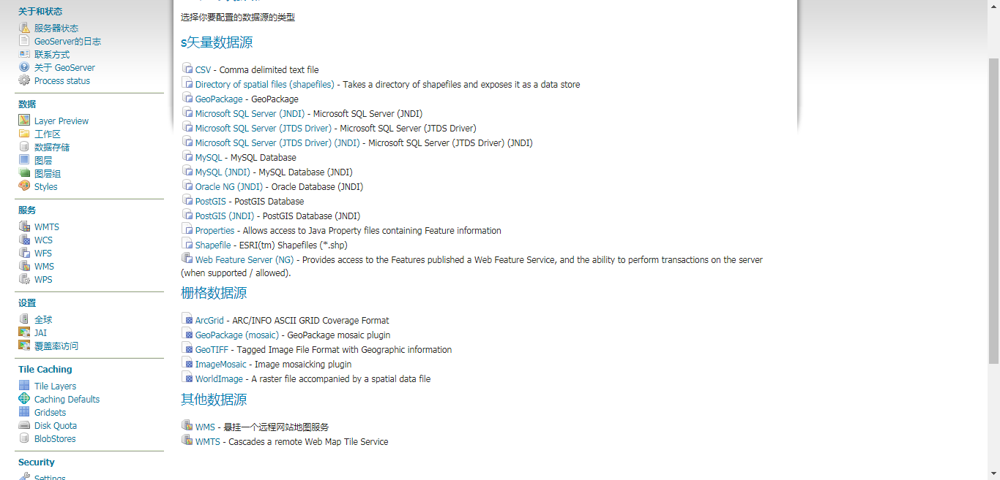 关于和状态
服务器状态
GeoServer的日志
联系方式
关于 GeoServer
Process status
数据
Layer Preview
工作区
数据存储
图层
图层组
Styles
服务
WMTS
WCS
WFS
WMS
WPS
设置
全球
JAI
覆盖率访问
Tile Caching
Tile Layers
Caching Defaults
Gridsets
Disk Quota
BlobStores
Security
Settings
选择你要配置的数据源的类型
s矢量数据源
CSV - Comma delimited text file
Directory of spatial files (shapefiles) - Takes a directory of shapefiles and exposes it as a data store
GeoPackage - GeoPackage
Microsoft SQL Server (JNDI) - Microsoft SQL Server (JNDI)
Microsoft SQL Server (JTDS Driver) - Microsoft SQL Server (JTDS Driver)
Microsoft SQL Server (JTDS Driver) (JNDI) - Microsoft SQL Server (JTDS Driver) (JNDI)
MySQL - MySQL Database
MySQL (JNDI) - MySQL Database (JNDI)
Oracle NG (JNDI) - Oracle Database (JNDI)
PostGIS - PostGIS Database
PostGIS (JNDI) - PostGIS Database (JNDI)
Properties - Allows access to Java Property files containing Feature information
Shapefile - ESRI(tm) Shapefiles (*.shp)
Web Feature Server (NG) - Provides access to the Features published a Web Feature Service, and the ability to perform transactions on the server
(when supported / allowed).
栅格数据源
ArcGrid - ARC/INFO ASCII GRID Coverage Format
GeoPackage (mosaic) - GeoPackage mosaic plugin
GeoTIFF - Tagged Image File Format with Geographic information
ImageMosaic - Image mosaicking plugin
WorldImage - A raster file accompanied by a spatial data file
其他数据源
WMS - 悬挂一个远程网站地图服务
WMTS - Cascades a remote Web Map Tile Service